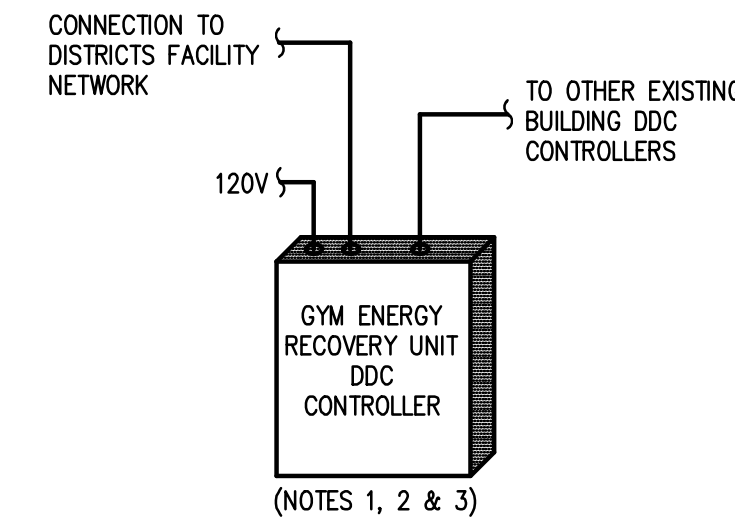 CONNECTION TO
DISTRICTS FACILITY
NETWORK
TO OTHER EXISTING
BUILDING DDC
CONTROLLERS
120V
GYM ENERGY
RECOVERY UNIT
DDC
CONTROLLER
(NOTES 1, 2 & 3)